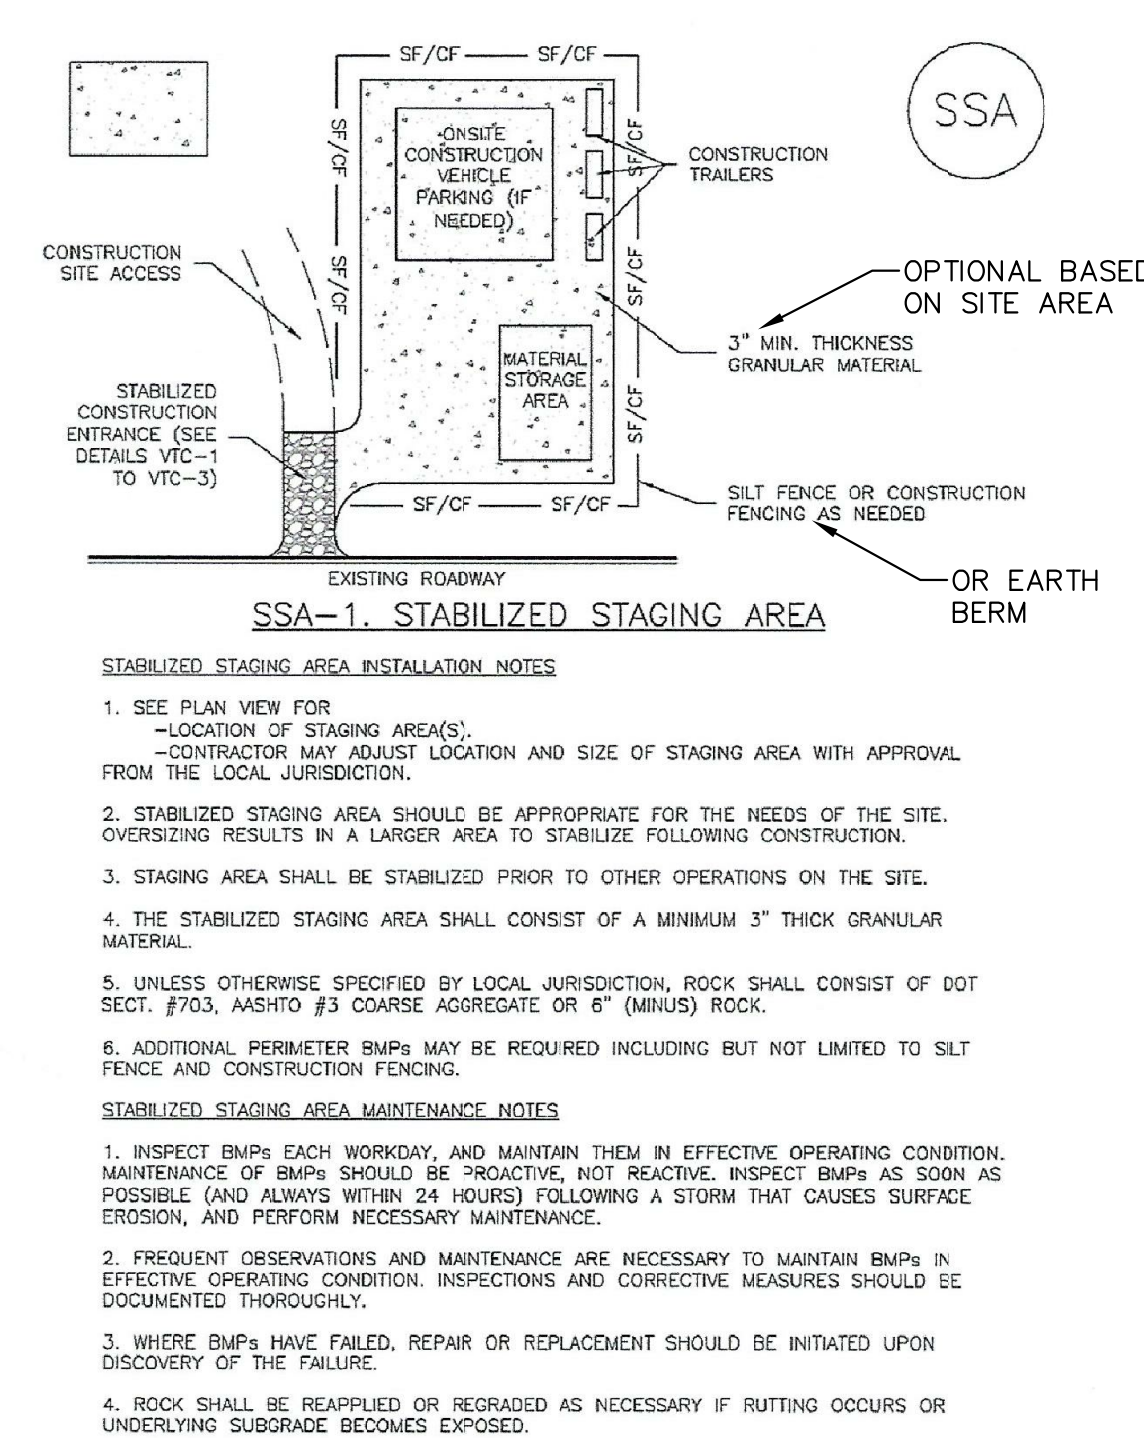 SF/CF SF/CF
SSA
SF/CF
SF/CF
ONSITE
CONSTRUCTION
VEHICLE
PARKING (IF
NEEDED)
SF/CF
CONSTRUCTION
TRAILERS
CONSTRUCTION
SITE ACCESS
SF/CF
SF/CF
OPTIONAL BASED
ON SITE AREA
3" MIN. THICKNESS
GRANULAR MATERIAL
MATERIAL
STORAGE
AREA
SF/CF
STABILIZED
CONSTRUCTION
ENTRANCE (SEE
DETAILS VTC-1
TO VTC-3)
SF/CF SF/CF
SILT FENCE OR CONSTRUCTION
FENCING AS NEEDED
OR EARTH
BERM
EXISTING ROADWAY
SSA-1. STABILIZED STAGING AREA
STABILIZED STAGING AREA INSTALLATION NOTES
1. SEE PLAN VIEW FOR
-LOCATION OF STAGING AREA(S).
-CONTRACTOR MAY ADJUST LOCATION AND SIZE OF STAGING AREA WITH APPROVAL
FROM THE LOCAL JURISDICTION.
2. STABILIZED STAGING AREA SHOULD BE APPROPRIATE FOR THE NEEDS OF THE SITE.
OVERSIZING RESULTS IN A LARGER AREA TO STABILIZE FOLLOWING CONSTRUCTION.
3. STAGING AREA SHALL BE STABILIZED PRIOR TO OTHER OPERATIONS ON THE SITE.
4. THE STABILIZED STAGING AREA SHALL CONSIST OF A MINIMUM 3" THICK GRANULAR
MATERIAL.
5. UNLESS OTHERWISE SPECIFIED BY LOCAL JURISDICTION, ROCK SHALL CONSIST OF DOT
SECT. #703, AASHTO #3 COARSE AGGREGATE OR 6" (MINUS) ROCK.
6. ADDITIONAL PERIMETER BMPs MAY BE REQUIRED INCLUDING BUT NOT LIMITED TO SILT
FENCE AND CONSTRUCTION FENCING.
STABILIZED STAGING AREA MAINTENANCE NOTES
1. INSPECT BMPs EACH WORKDAY, AND MAINTAIN THEM IN EFFECTIVE OPERATING CONDITION.
MAINTENANCE OF BMPs SHOULD BE PROACTIVE, NOT REACTIVE. INSPECT BMPs AS SOON AS
POSSIBLE (AND ALWAYS WITHIN 24 HOURS) FOLLOWING A STORM THAT CAUSES SURFACE
EROSION, AND PERFORM NECESSARY MAINTENANCE.
2. FREQUENT OBSERVATIONS AND MAINTENANCE ARE NECESSARY TO MAINTAIN BMPs IN
EFFECTIVE OPERATING CONDITION. INSPECTIONS AND CORRECTIVE MEASURES SHOULD BE
DOCUMENTED THOROUGHLY.
3. WHERE BMPs HAVE FAILED, REPAIR OR REPLACEMENT SHOULD BE INITIATED UPON
DISCOVERY OF THE FAILURE.
4. ROCK SHALL BE REAPPLIED OR REGRADED AS NECESSARY IF RUTTING OCCURS OR
UNDERLYING SUBGRADE BECOMES EXPOSED.